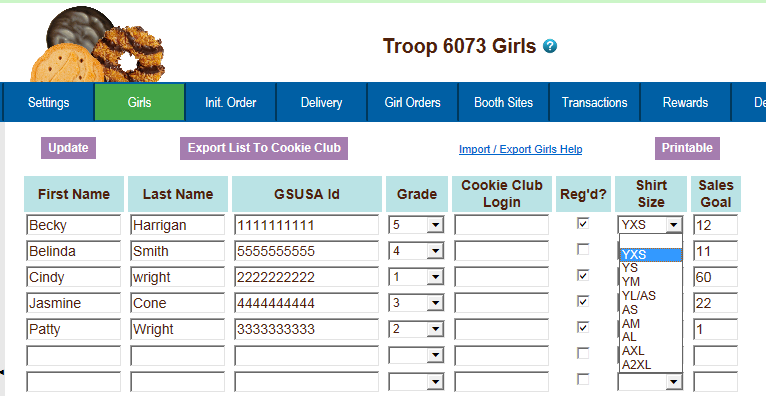 Troop 6073 Girls ?
Settings Girls Init. Order Delivery Girl Orders Booth Sites Transactions Rewards De
Update Export List To Cookie Club Import / Export Girls Help Printable
First Name Last Name GSUSA Id Grade Cookie Club Login Reg'd? Shirt Size Sales Goal
Becky Harrigan 1111111111 5 YXS 12
Belinda Smith 5555555555 4 11
Cindy wright 2222222222 1 60
Jasmine Cone 4444444444 3 22
Patty Wright 3333333333 2 1
YXS
YS
YM
YL/AS
AS
AM
AL
AXL
A2XL